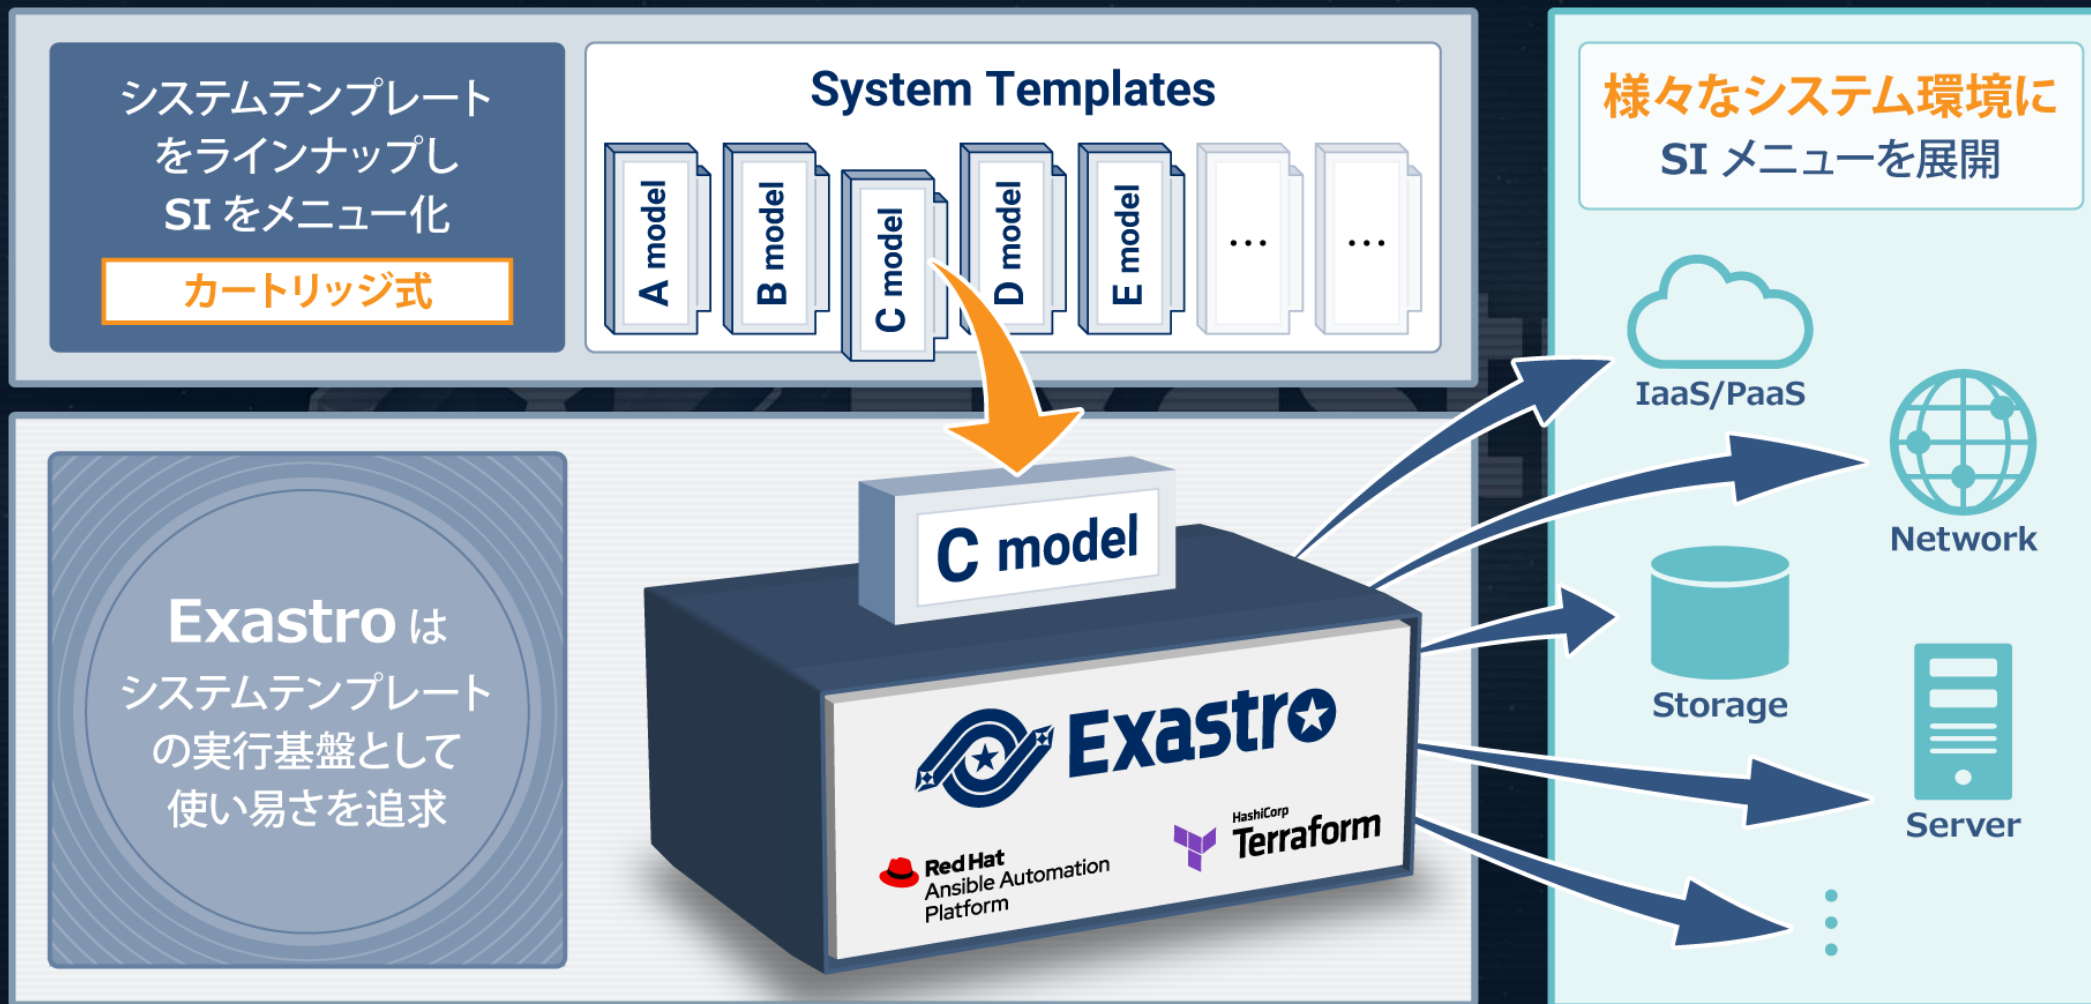 システムテンプレート
をラインナップし
SI をメニュー化
カートリッジ式
System Templates
A model
B model
C model
D model
E model
...
...
様々なシステム環境に
SI メニューを展開
IaaS/PaaS
Network
Storage
Server
Exastro は
システムテンプレート
の実行基盤として
使い易さを追求
C model
Exastro
Red Hat
Ansible Automation
Platform
HashiCorp
Terraform